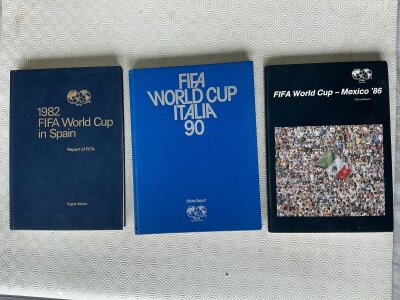 1982
FIFA World Cup
in Spain
Report of FIFA
English Edition
FIFA
WORLD CUP
ITALIA
90
Official Report
FIFA World Cup – Mexico '86
Official Report